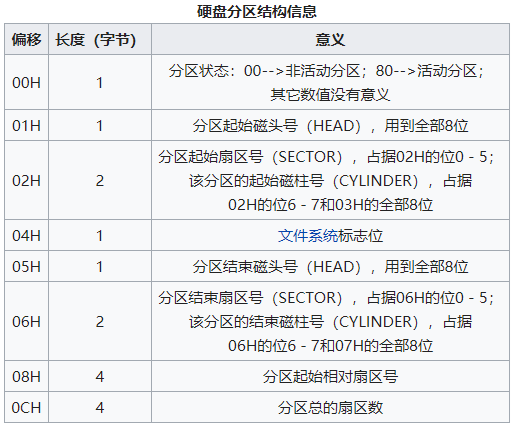 硬盘分区结构信息
偏移 长度（字节） 意义
00H 1 分区状态：00-->非活动分区；80-->活动分区；
其它数值没有意义
01H 1 分区起始磁头号（HEAD），用到全部8位
02H 2 分区起始扇区号（SECTOR），占据02H的位0 - 5；
该分区的起始磁柱号（CYLINDER），占据
02H的位6 - 7和03H的全部8位
04H 1 文件系统标志位
05H 1 分区结束磁头号（HEAD），用到全部8位
06H 2 分区结束扇区号（SECTOR），占据06H的位0 - 5；
该分区的结束磁柱号（CYLINDER），占据
06H的位6 - 7和07H的全部8位
08H 4 分区起始相对扇区号
0CH 4 分区总的扇区数